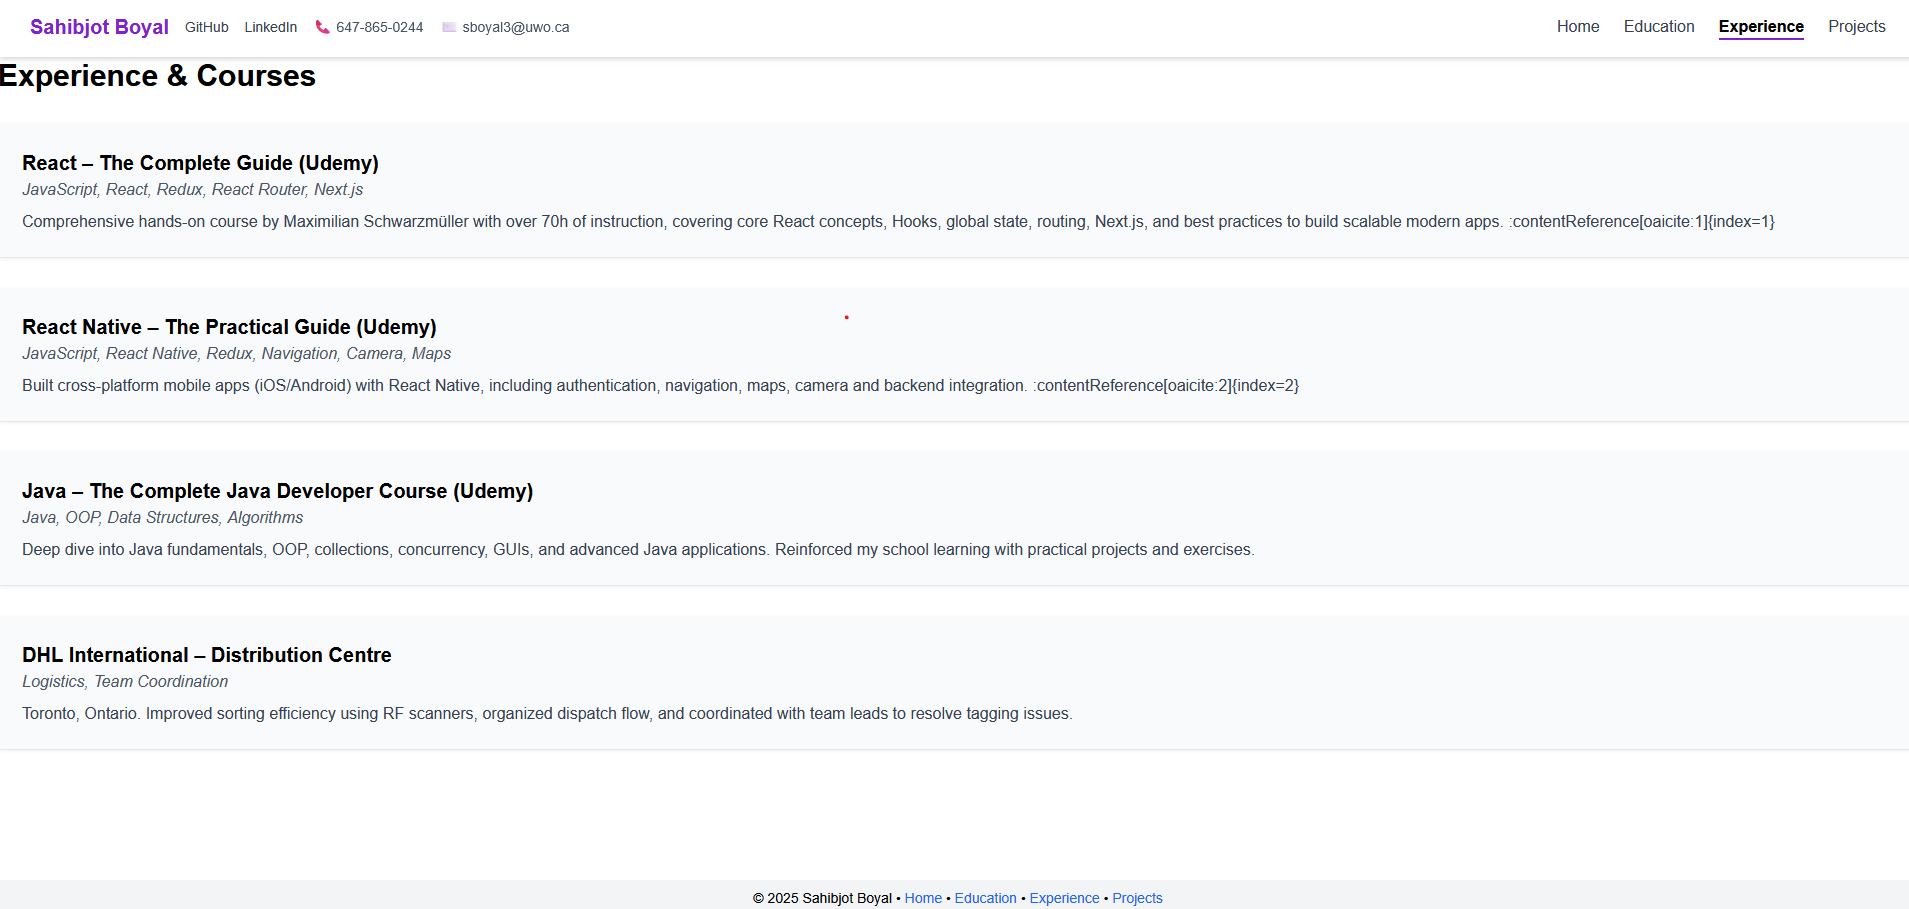 Sahibjot Boyal GitHub LinkedIn 647-865-0244 sboyal3@uwo.ca Home Education Experience Projects
Experience & Courses
React – The Complete Guide (Udemy)
JavaScript, React, Redux, React Router, Next.js
Comprehensive hands-on course by Maximilian Schwarzmüller with over 70h of instruction, covering core React concepts, Hooks, global state, routing, Next.js, and best practices to build scalable modern apps. :contentReference[oaicite:1]{index=1}
React Native – The Practical Guide (Udemy)
JavaScript, React Native, Redux, Navigation, Camera, Maps
Built cross-platform mobile apps (iOS/Android) with React Native, including authentication, navigation, maps, camera and backend integration. :contentReference[oaicite:2]{index=2}
Java – The Complete Java Developer Course (Udemy)
Java, OOP, Data Structures, Algorithms
Deep dive into Java fundamentals, OOP, collections, concurrency, GUIs, and advanced Java applications. Reinforced my school learning with practical projects and exercises.
DHL International – Distribution Centre
Logistics, Team Coordination
Toronto, Ontario. Improved sorting efficiency using RF scanners, organized dispatch flow, and coordinated with team leads to resolve tagging issues.
© 2025 Sahibjot Boyal • Home • Education • Experience • Projects